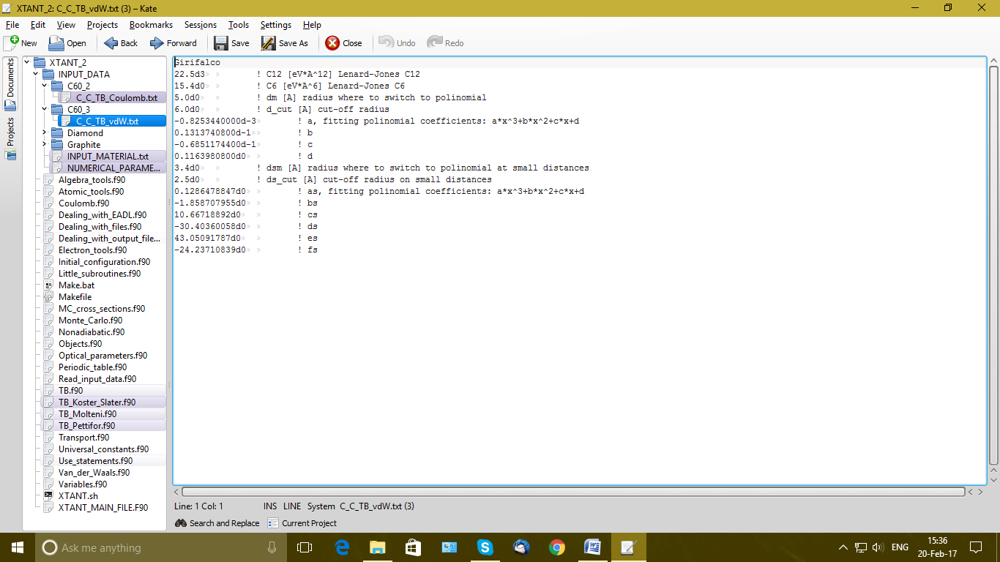 XTANT_2: C_C_TB_vdW.txt (3) – Kate
File Edit View Projects Bookmarks Sessions Tools Settings Help
New Open Back Forward Save Save As Close Undo Redo
Documents
Projects
XTANT_2
INPUT_DATA
C60_2
C_C_TB_Coulomb.txt
C60_3
C_C_TB_vdW.txt
Diamond
Graphite
INPUT_MATERIAL.txt
NUMERICAL_PARAME...
Algebra_tools.f90
Atomic_tools.f90
Coulomb.f90
Dealing_with_EADL.f90
Dealing_with_files.f90
Dealing_with_output_file...
Electron_tools.f90
Initial_configuration.f90
Little_subroutines.f90
Make.bat
Makefile
MC_cross_sections.f90
Monte_Carlo.f90
Nonadiabatic.f90
Objects.f90
Optical_parameters.f90
Periodic_table.f90
Read_input_data.f90
TB.f90
TB_Koster_Slater.f90
TB_Molteni.f90
TB_Pettifor.f90
Transport.f90
Universal_constants.f90
Use_statements.f90
Van_der_Waals.f90
Variables.f90
XTANT.sh
XTANT_MAIN_FILE.F90
Girifalco
22.5d3 ! C12 [eV*A^12] Lenard-Jones C12
15.4d0 ! C6 [eV*A^6] Lenard-Jones C6
5.0d0 ! dm [A] radius where to switch to polinomial
6.0d0 ! d_cut [A] cut-off radius
-0.8253440000d-3 ! a, fitting polinomial coefficients: a*x^3+b*x^2+c*x+d
0.1313740800d-1 ! b
-0.6851174400d-1 ! c
0.1163980800d0 ! d
3.4d0 ! dsm [A] radius where to switch to polinomial at small distances
2.5d0 ! ds_cut [A] cut-off radius on small distances
0.1286478847d0 ! as, fitting polinomial coefficients: a*x^3+b*x^2+c*x+d
-1.858707955d0 ! bs
10.66718892d0 ! cs
-30.40360058d0 ! ds
43.05091787d0 ! es
-24.23710839d0 ! fs
Line: 1 Col: 1 INS LINE System C_C_TB_vdW.txt (3)
Search and Replace Current Project
Ask me anything
ENG
15:36
20-Feb-17